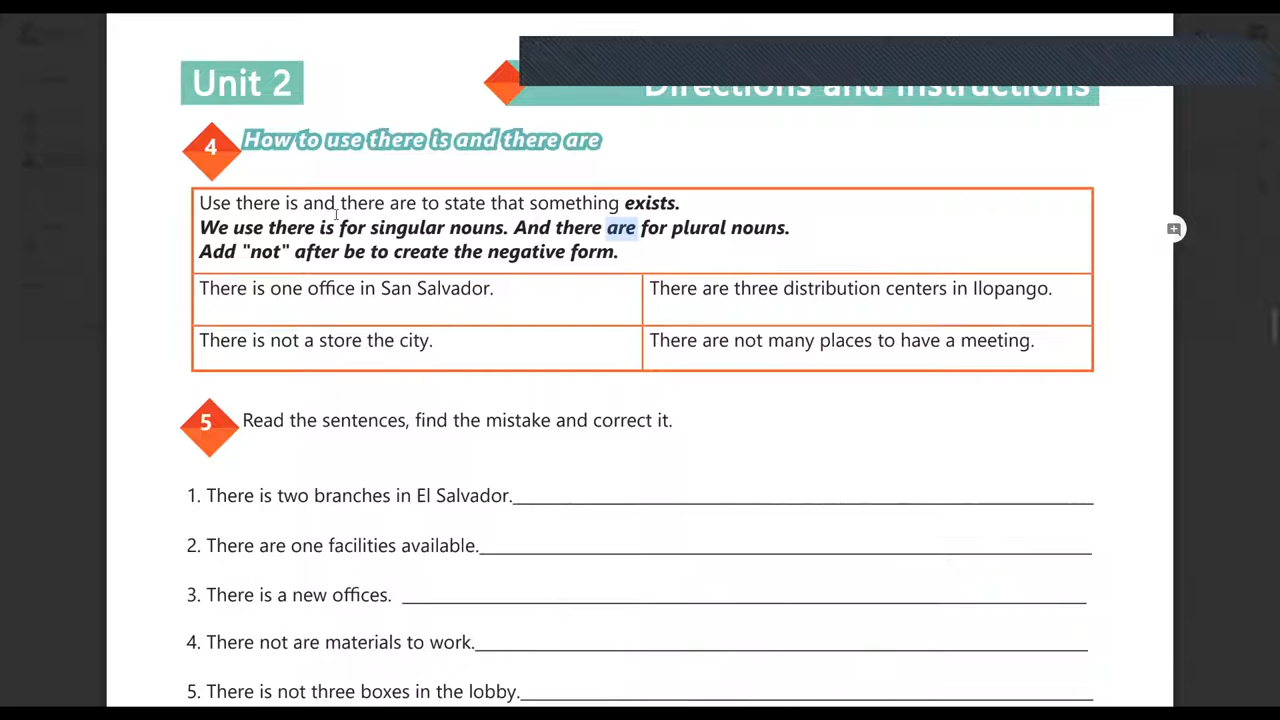 Unit 2
Directions and Instructions
4
How to use there is and there are
Use there is and there are to state that something exists.
We use there is for singular nouns. And there are for plural nouns.
Add "not" after be to create the negative form.
There is one office in San Salvador.
There are three distribution centers in Ilopango.
There is not a store the city.
There are not many places to have a meeting.
5
Read the sentences, find the mistake and correct it.
1. There is two branches in El Salvador.
2. There are one facilities available.
3. There is a new offices.
4. There not are materials to work.
5. There is not three boxes in the lobby.